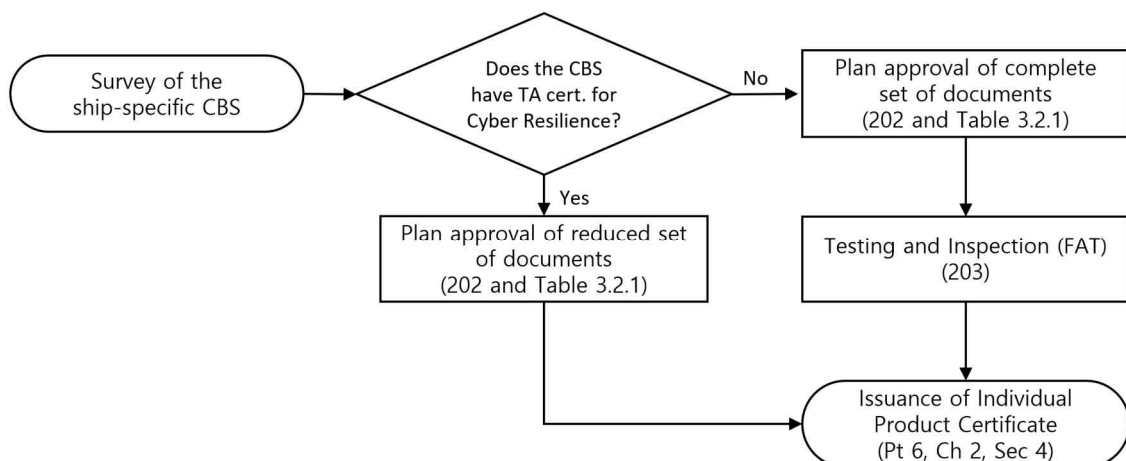 Survey of the
ship-specific CBS
Does the CBS
have TA cert. for
Cyber Resilience?
No
Plan approval of complete
set of documents
(202 and Table 3.2.1)
Yes
Plan approval of reduced set
of documents
(202 and Table 3.2.1)
Testing and Inspection (FAT)
(203)
Issuance of Individual
Product Certificate
(Pt 6, Ch 2, Sec 4)